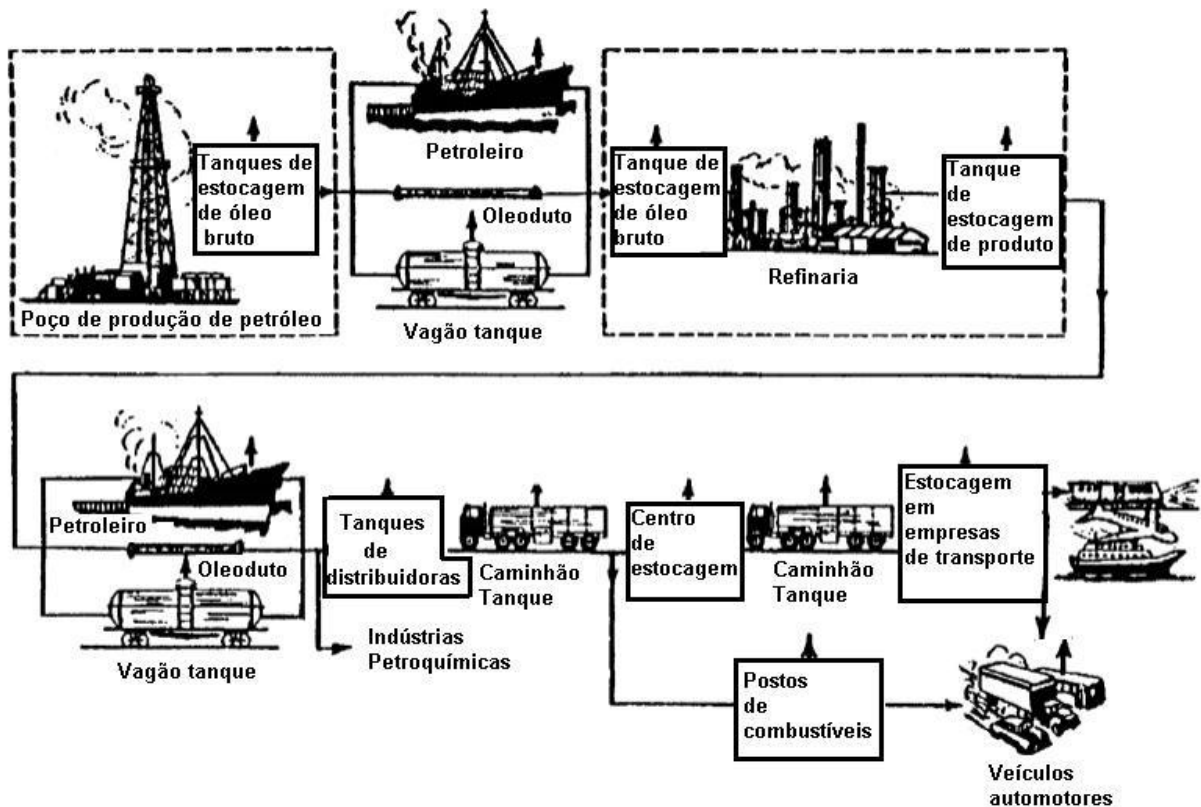 Tanques de
estocagem
de óleo
bruto
Poço de produção de petróleo
Petroleiro
Oleoduto
Vagão tanque
Tanque de
estocagem
de óleo
bruto
Refinaria
Tanque
de
estocagem
de produto
Petroleiro
Oleoduto
Vagão tanque
Tanques
de
distribuidoras
Indústrias
Petroquímicas
Caminhão
Tanque
Centro
de
estocagem
Caminhão
Tanque
Estocagem
em
empresas
de transporte
Postos
de
combustíveis
Veículos
automotores